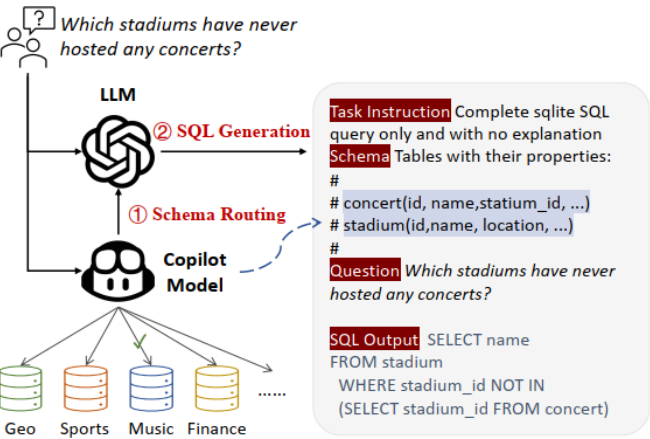 Which stadiums have never
hosted any concerts?
LLM
② SQL Generation
① Schema Routing
Copilot
Model
Geo
Sports
Music
Finance
......
Task Instruction Complete sqlite SQL
query only and with no explanation
Schema Tables with their properties:
#
# concert(id, name,statium_id, ...)
# stadium(id,name, location, ...)
#
Question Which stadiums have never
hosted any concerts?
SQL Output SELECT name
FROM stadium
WHERE stadium_id NOT IN
(SELECT stadium_id FROM concert)